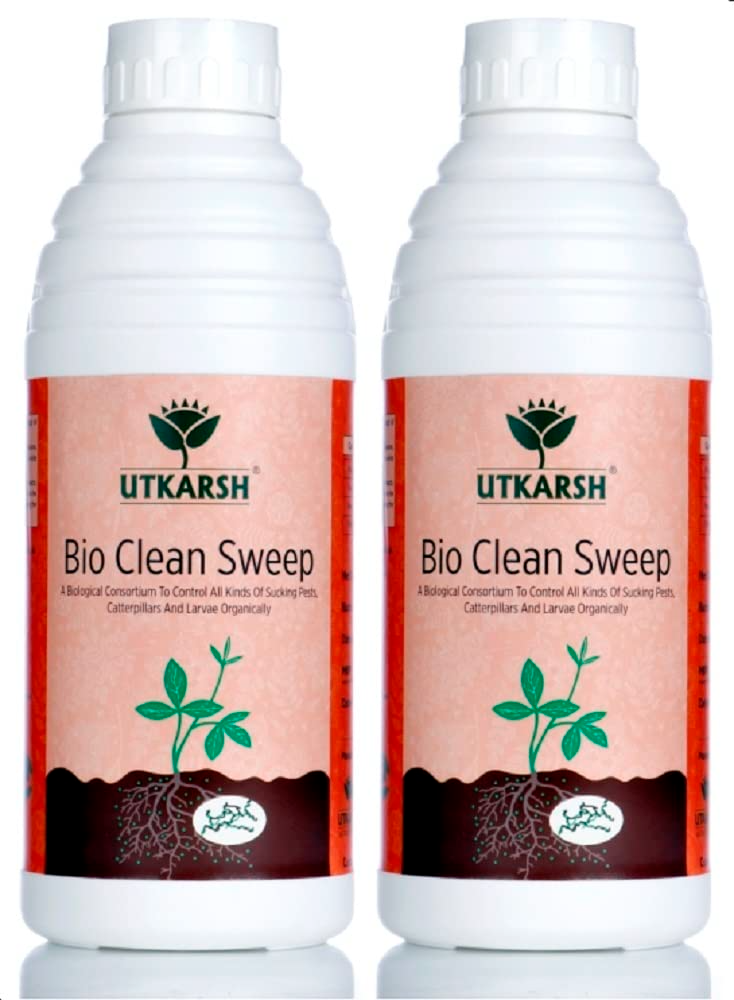 UTKARSH®
Bio Clean Sweep
A Biological Consortium To Control All Kinds Of Sucking Pests,
Catterpillars And Larvae Organically
UTKARSH®
Bio Clean Sweep
A Biological Consortium To Control All Kinds Of Sucking Pests,
Catterpillars And Larvae Organically